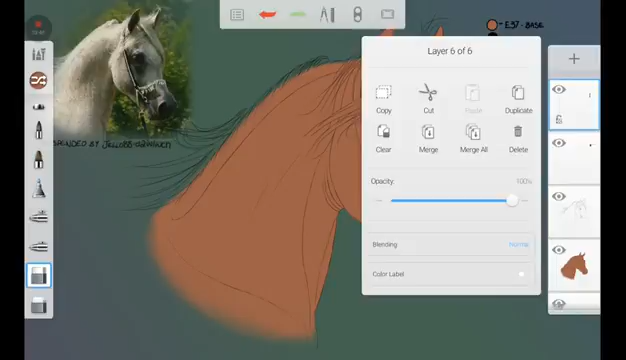 E37 - BASE
Layer 6 of 6
Copy
Cut
Paste
Duplicate
Clear
Merge
Merge All
Delete
Opacity
100%
Blending
Normal
Color Label